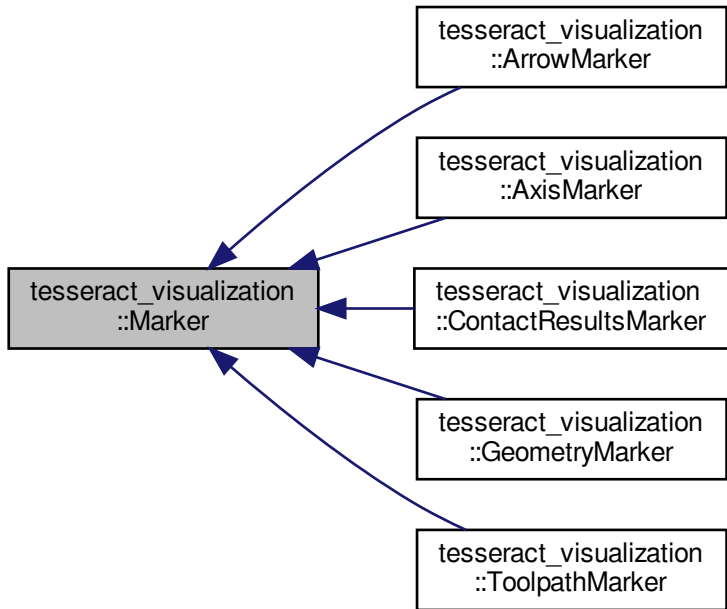 tesseract_visualization
::ArrowMarker
tesseract_visualization
::AxisMarker
tesseract_visualization
::Marker
tesseract_visualization
::ContactResultsMarker
tesseract_visualization
::GeometryMarker
tesseract_visualization
::ToolpathMarker